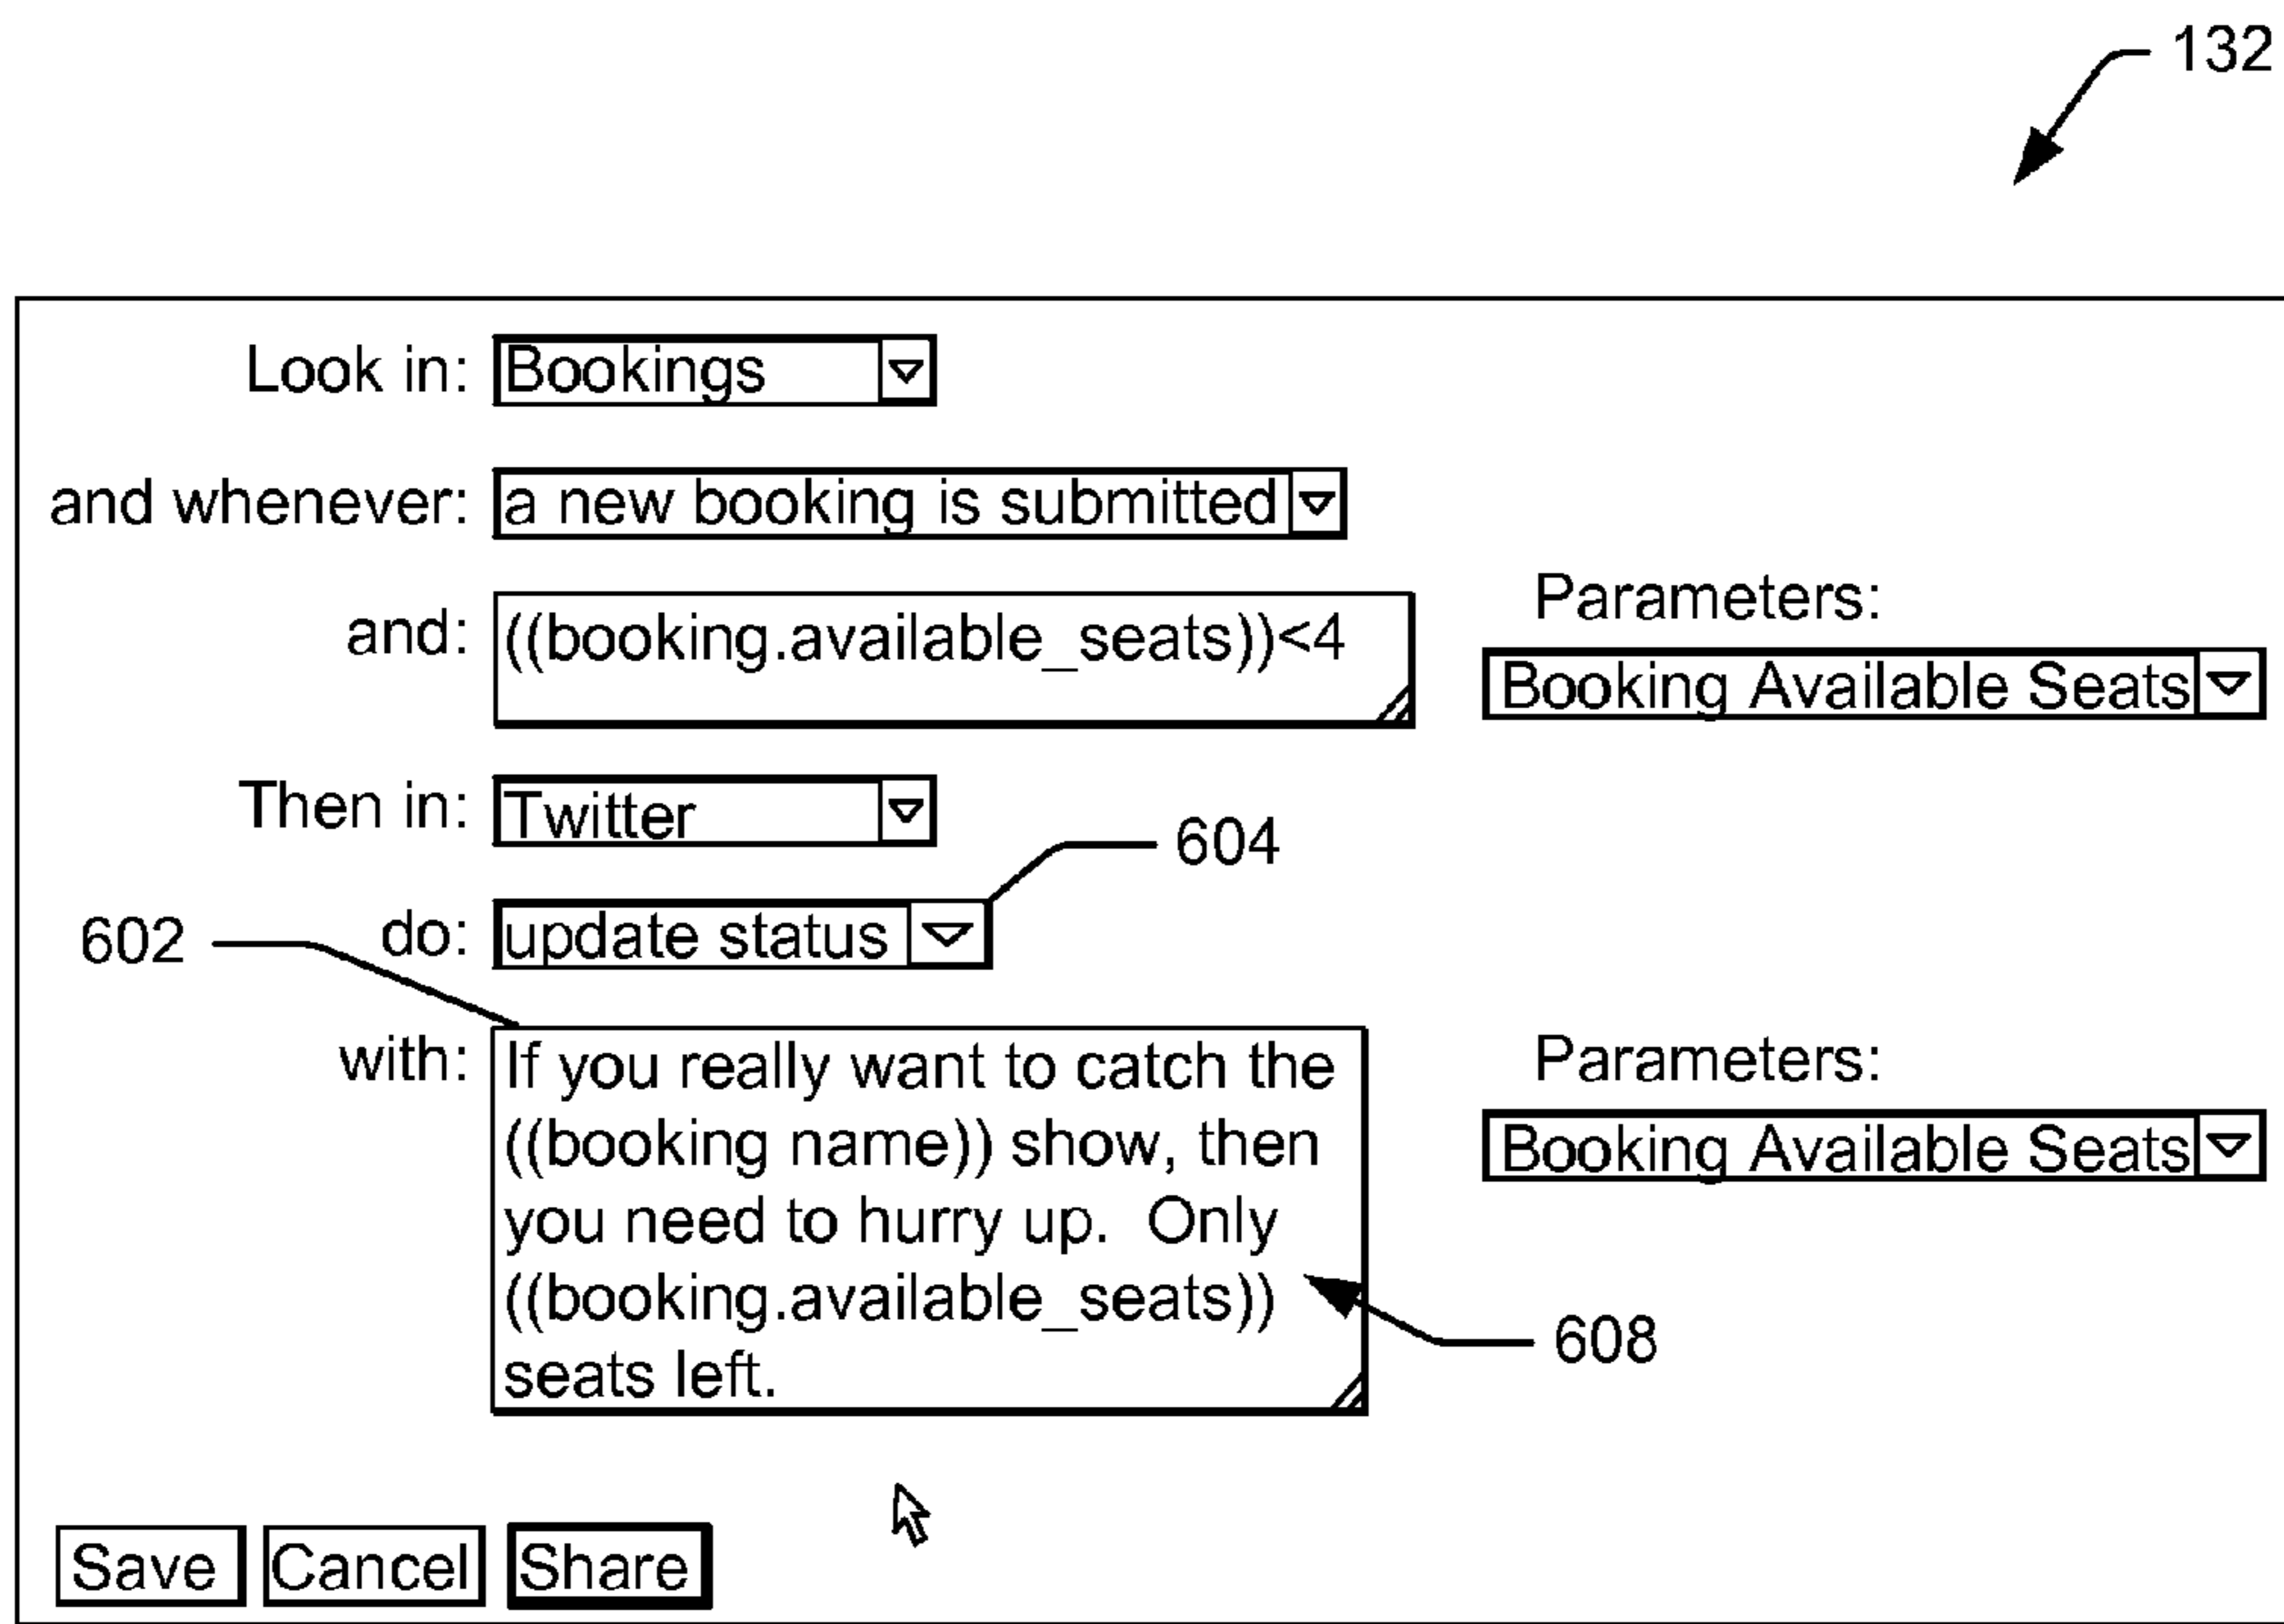 132
Look in: Bookings
and whenever: a new booking is submitted
and: ((booking.available_seats))<4
Parameters:
Booking Available Seats
Then in: Twitter
604
602
do: update status
with: If you really want to catch the
((booking name)) show, then
you need to hurry up. Only
((booking.available_seats))
seats left.
Parameters:
Booking Available Seats
608
Save Cancel Share